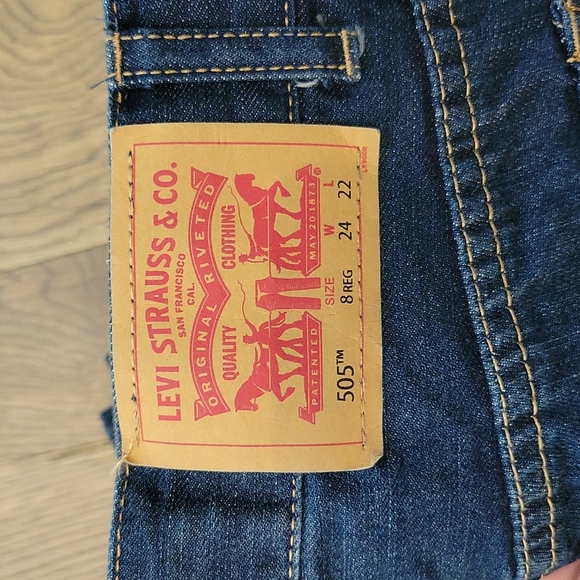 LEVI STRAUSS & CO.
SAN FRANCISCO
CAL.
ORIGINAL RIVETED
QUALITY CLOTHING
PATENTED MAY 20 1873 ®
SIZE W L
505™ 8 REG 24 22